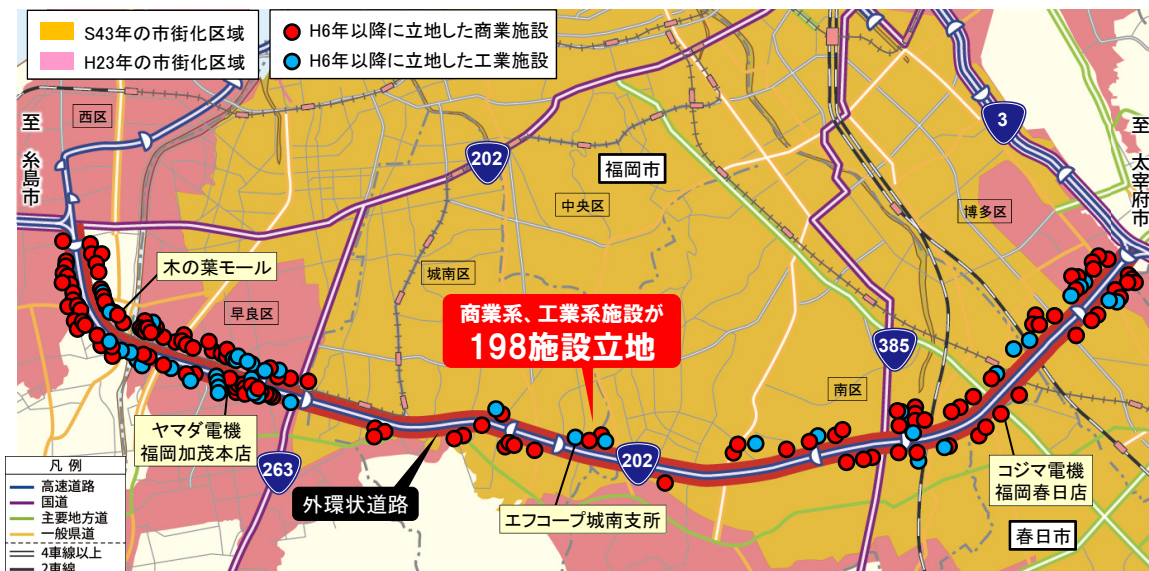 S43年の市街化区域
H23年の市街化区域
H6年以降に立地した商業施設
H6年以降に立地した工業施設
西区
至
糸島市
202
福岡市
3
至
太宰府市
中央区
博多区
木の葉モール
城南区
早良区
商業系、工業系施設が
198施設立地
385
南区
ヤマダ電機
福岡加茂本店
263
外環状道路
202
エフコープ城南支所
コジマ電機
福岡春日店
春日市
凡例
高速道路
国道
主要地方道
一般県道
4車線以上
2車線